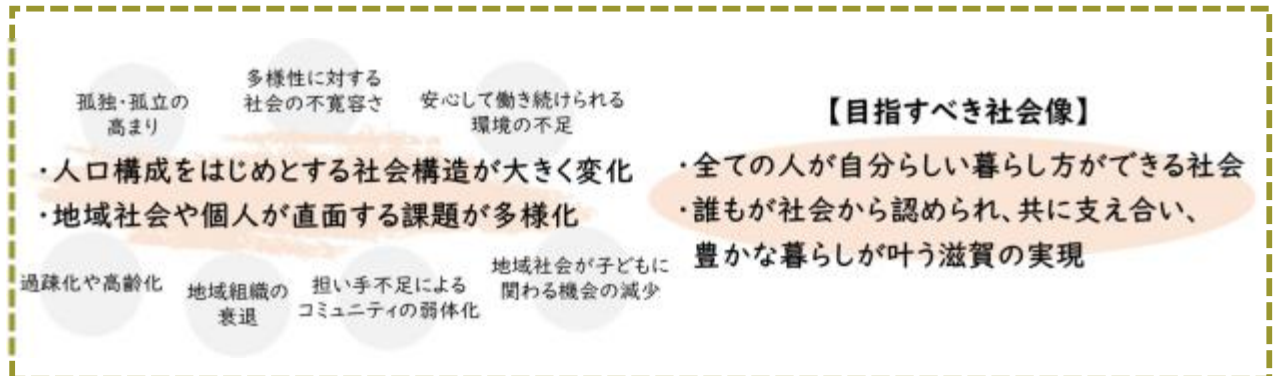 孤独・孤立の
高まり
多様性に対する
社会の不寛容さ
安心して働き続けられる
環境の不足
・人口構成をはじめとする社会構造が大きく変化
・地域社会や個人が直面する課題が多様化
過疎化や高齢化
地域組織の
衰退
担い手不足による
コミュニティの弱体化
地域社会が子どもに
関わる機会の減少
【目指すべき社会像】
・全ての人が自分らしい暮らし方ができる社会
・誰もが社会から認められ、共に支え合い、
豊かな暮らしが叶う滋賀の実現